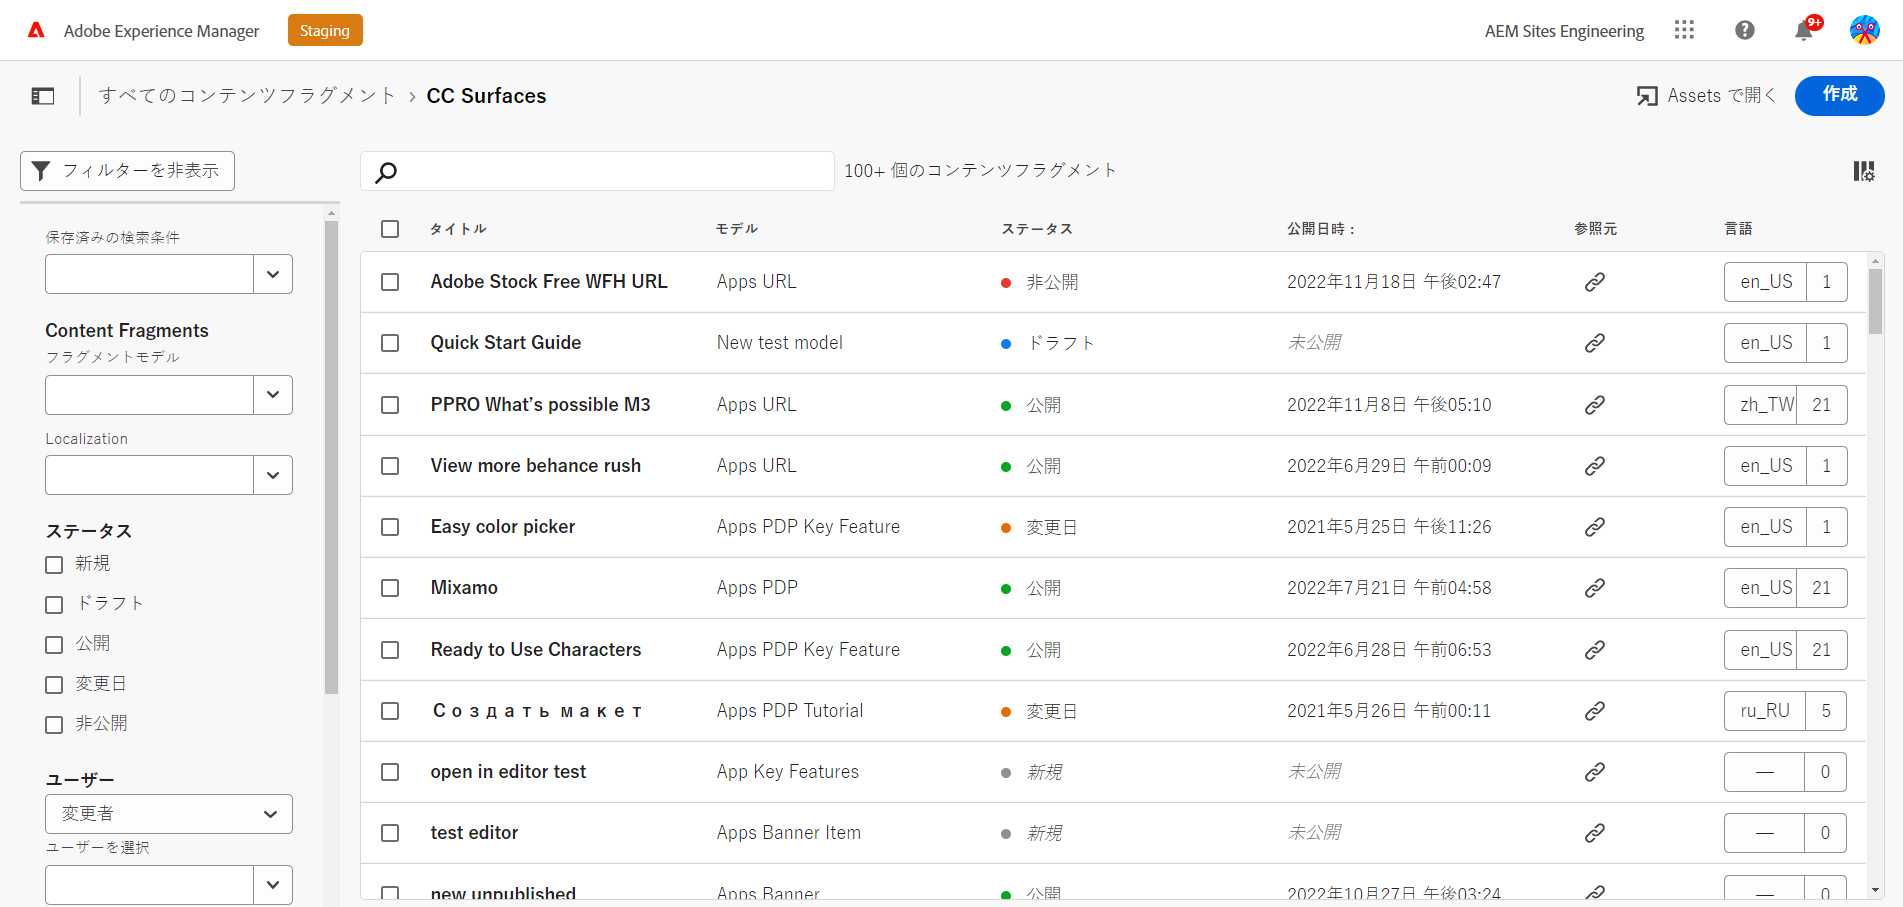 Adobe Experience Manager
Staging
AEM Sites Engineering
9+
すべてのコンテンツフラグメント › CC Surfaces
Assets で開く
作成
フィルターを非表示
100+ 個のコンテンツフラグメント
保存済みの検索条件
Content Fragments
フラグメントモデル
Localization
ステータス
新規
ドラフト
公開
変更日
非公開
ユーザー
変更者
ユーザーを選択
タイトル モデル ステータス 公開日時 : 参照元 言語
Adobe Stock Free WFH URL Apps URL 非公開 2022年11月18日 午後02:47 en_US 1
Quick Start Guide New test model ドラフト 未公開 en_US 1
PPRO What's possible M3 Apps URL 公開 2022年11月8日 午後05:10 zh_TW 21
View more behance rush Apps URL 公開 2022年6月29日 午前00:09 en_US 1
Easy color picker Apps PDP Key Feature 変更日 2021年5月25日 午後11:26 en_US 1
Mixamo Apps PDP 公開 2022年7月21日 午前04:58 en_US 21
Ready to Use Characters Apps PDP Key Feature 公開 2022年6月28日 午前06:53 en_US 21
Создать макет Apps PDP Tutorial 変更日 2021年5月26日 午前00:11 ru_RU 5
open in editor test App Key Features 新規 未公開 — 0
test editor Apps Banner Item 新規 未公開 — 0
new unpublished Apps Banner 公開 2022年10月27日 午後03:24 — 0